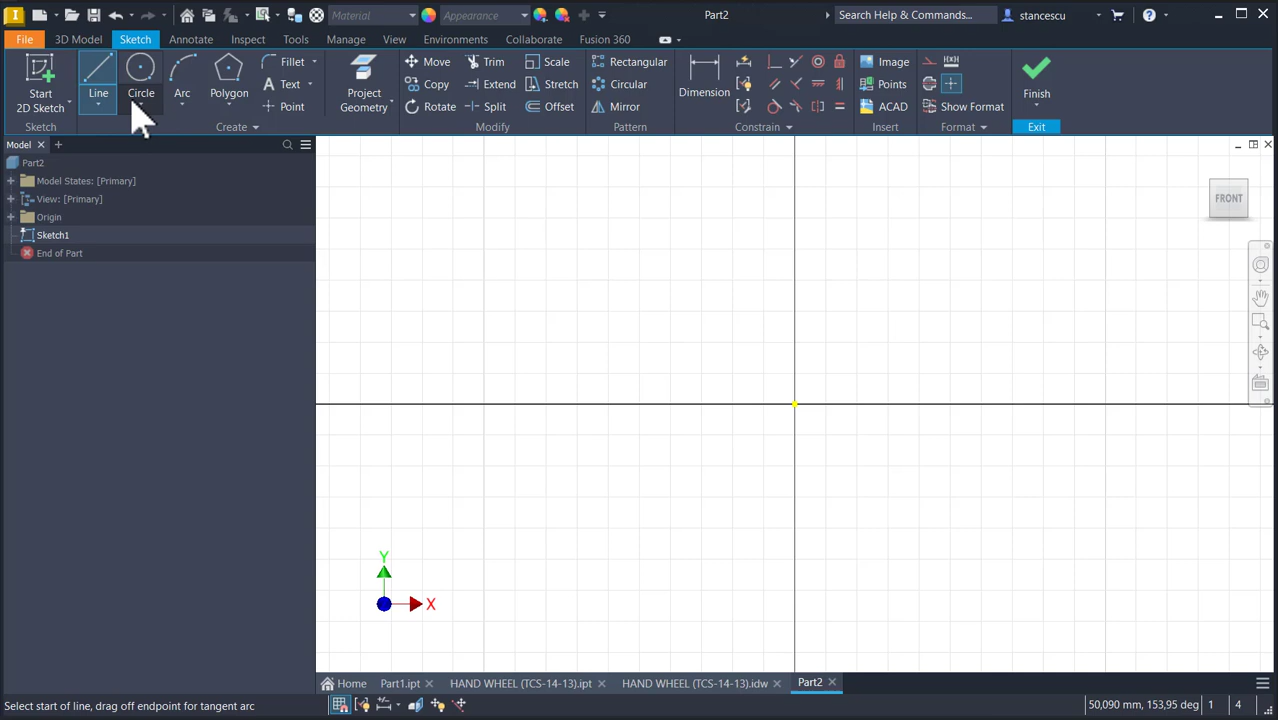 Material
Appearance
Part2
Search Help & Commands...
stancescu
File
3D Model
Sketch
Annotate
Inspect
Tools
Manage
View
Environments
Collaborate
Fusion 360
Start
2D Sketch
Line
Circle
Arc
Polygon
Fillet
Text
Point
Project
Geometry
Move
Copy
Rotate
Trim
Extend
Split
Scale
Stretch
Offset
Rectangular
Circular
Mirror
Dimension
Image
Points
ACAD
Show Format
Finish
Sketch
Create
Modify
Pattern
Constrain
Insert
Format
Exit
Model
Part2
Model States: [Primary]
View: [Primary]
Origin
Sketch1
End of Part
FRONT
Y
X
Home
Part1.ipt
HAND WHEEL (TCS-14-13).ipt
HAND WHEEL (TCS-14-13).idw
Part2
Select start of line, drag off endpoint for tangent arc
50,090 mm, 153,95 deg
1
4